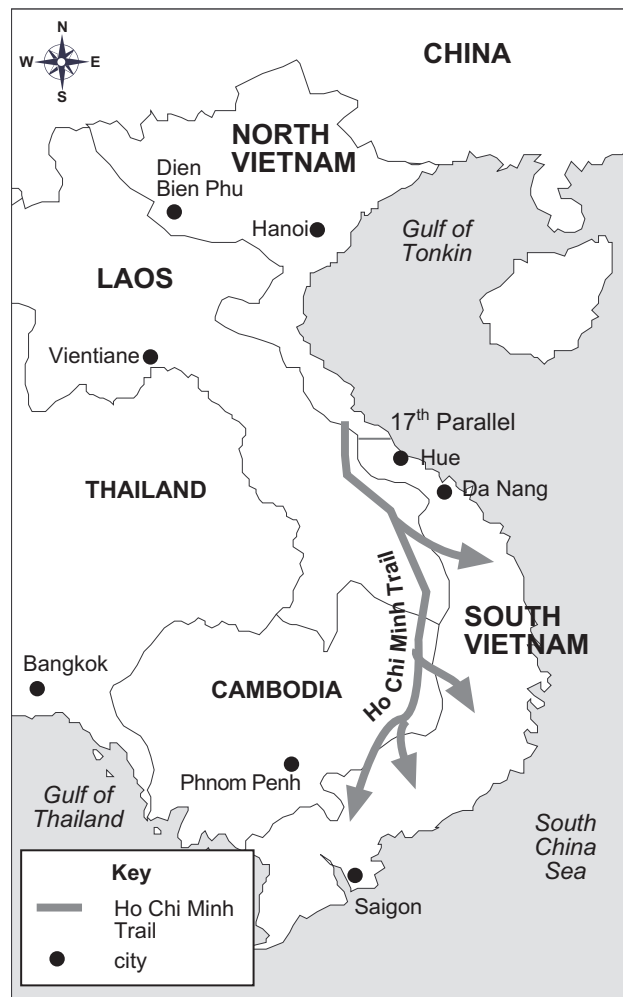 N
W E
S
CHINA
NORTH
VIETNAM
Dien
Bien Phu
Hanoi
Gulf of
Tonkin
LAOS
Vientiane
17th Parallel
Hue
Da Nang
THAILAND
Ho Chi Minh Trail
SOUTH
VIETNAM
Bangkok
CAMBODIA
Phnom Penh
Gulf of
Thailand
South
China
Sea
Saigon
Key
Ho Chi Minh
Trail
city